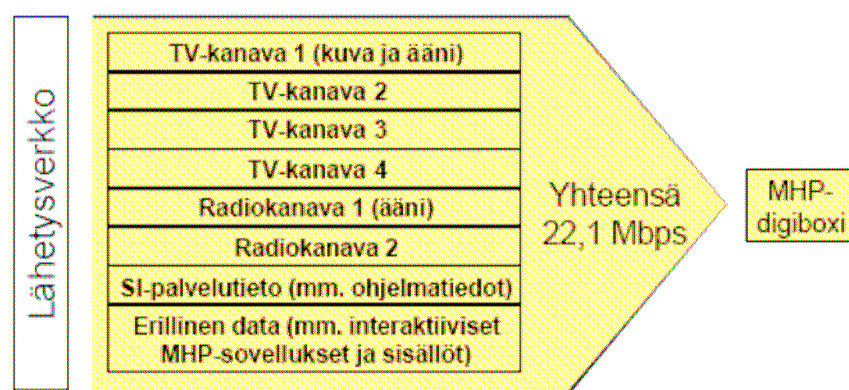 Lähetysverkko
TV-kanava 1 (kuva ja ääni)
TV-kanava 2
TV-kanava 3
TV-kanava 4
Radiokanava 1 (ääni)
Radiokanava 2
SI-palvelutieto (mm. ohjelmatiedot)
Erillinen data (mm. interaktiiviset
MHP-sovellukset ja sisällöt)
Yhteensä
22,1 Mbps
MHP-
digiboxi